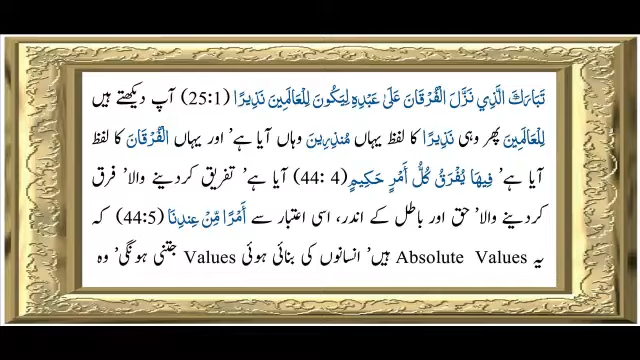 تَبَارَكَ الَّذِي نَزَّلَ الْفُرْقَانَ عَلَىٰ عَبْدِهِ لِيَكُونَ لِلْعَالَمِينَ نَذِيرًا (25:1) آپ دیکھتے ہیں
لِلْعَالَمِينَ پھر وہی نَذِيرًا کا لفظ یہاں مُنذِرِينَ وہاں آیا ہے’ اور یہاں الْفُرْقَانَ کا لفظ
آیا ہے’ فِيهَا يُفْرَقُ كُلُّ أَمْرٍ حَكِيمٍ (44: 4) آیا ہے’ تفریق کردینے والا’ فرق
کردینے والا’ حق اور باطل کے اندر، اسی اعتبار سے أَمْرًا مِّنْ عِندِنَا (44:5) کہ
یہ Absolute Values ہیں’ انسانوں کی بنائی ہوئی Values جتنی ہونگی’ وہ